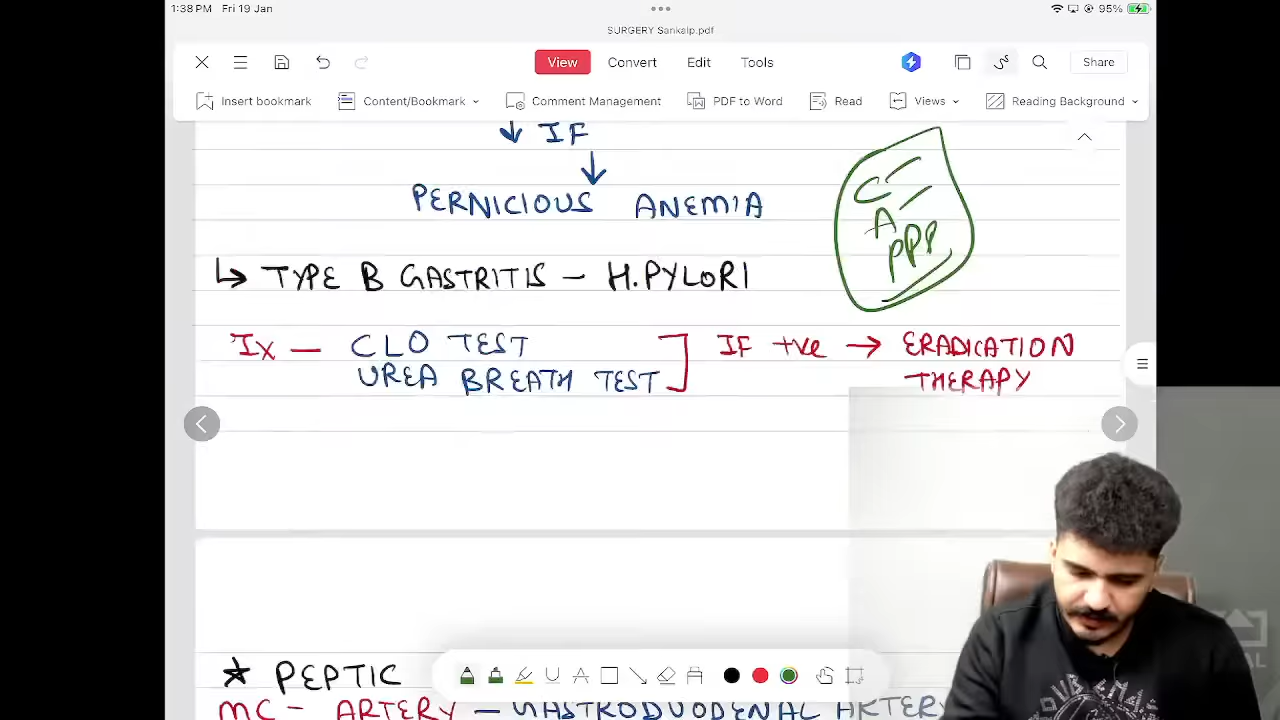 1:38 PM Fri 19 Jan
95%
SURGERY Sankalp.pdf
View Convert Edit Tools Share
Insert bookmark Content/Bookmark Comment Management PDF to Word Read Views Reading Background
↓ IF
↓
PERNICIOUS ANEMIA
C
A
PPP
↳ TYPE B GASTRITIS – H.PYLORI
Ix — CLO TEST
UREA BREATH TEST
] IF +ve → ERADICATION
THERAPY
★ PEPTIC
MC - ARTERY – GASTRODUODENAL ARTERY